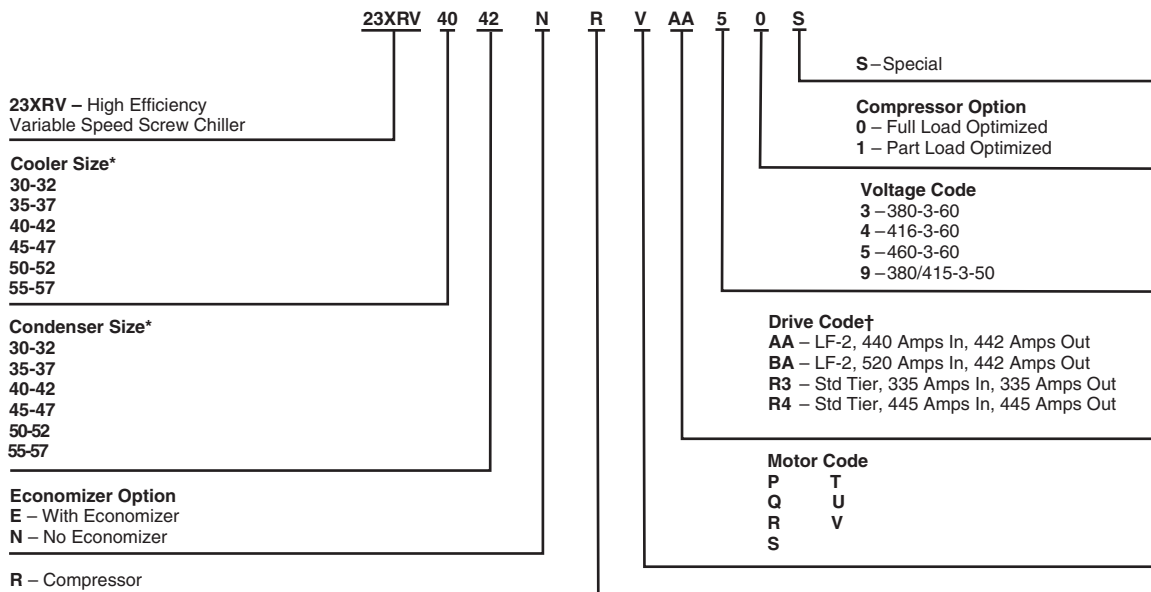 23XRV 40 42 N R V AA 5 0 S
S – Special
23XRV – High Efficiency
Variable Speed Screw Chiller
Compressor Option
0 – Full Load Optimized
1 – Part Load Optimized
Cooler Size*
30-32
35-37
40-42
45-47
50-52
55-57
Voltage Code
3 – 380-3-60
4 – 416-3-60
5 – 460-3-60
9 – 380/415-3-50
Condenser Size*
30-32
35-37
40-42
45-47
50-52
55-57
Drive Code†
AA – LF-2, 440 Amps In, 442 Amps Out
BA – LF-2, 520 Amps In, 442 Amps Out
R3 – Std Tier, 335 Amps In, 335 Amps Out
R4 – Std Tier, 445 Amps In, 445 Amps Out
Motor Code
P T
Q U
R V
S
Economizer Option
E – With Economizer
N – No Economizer
R – Compressor